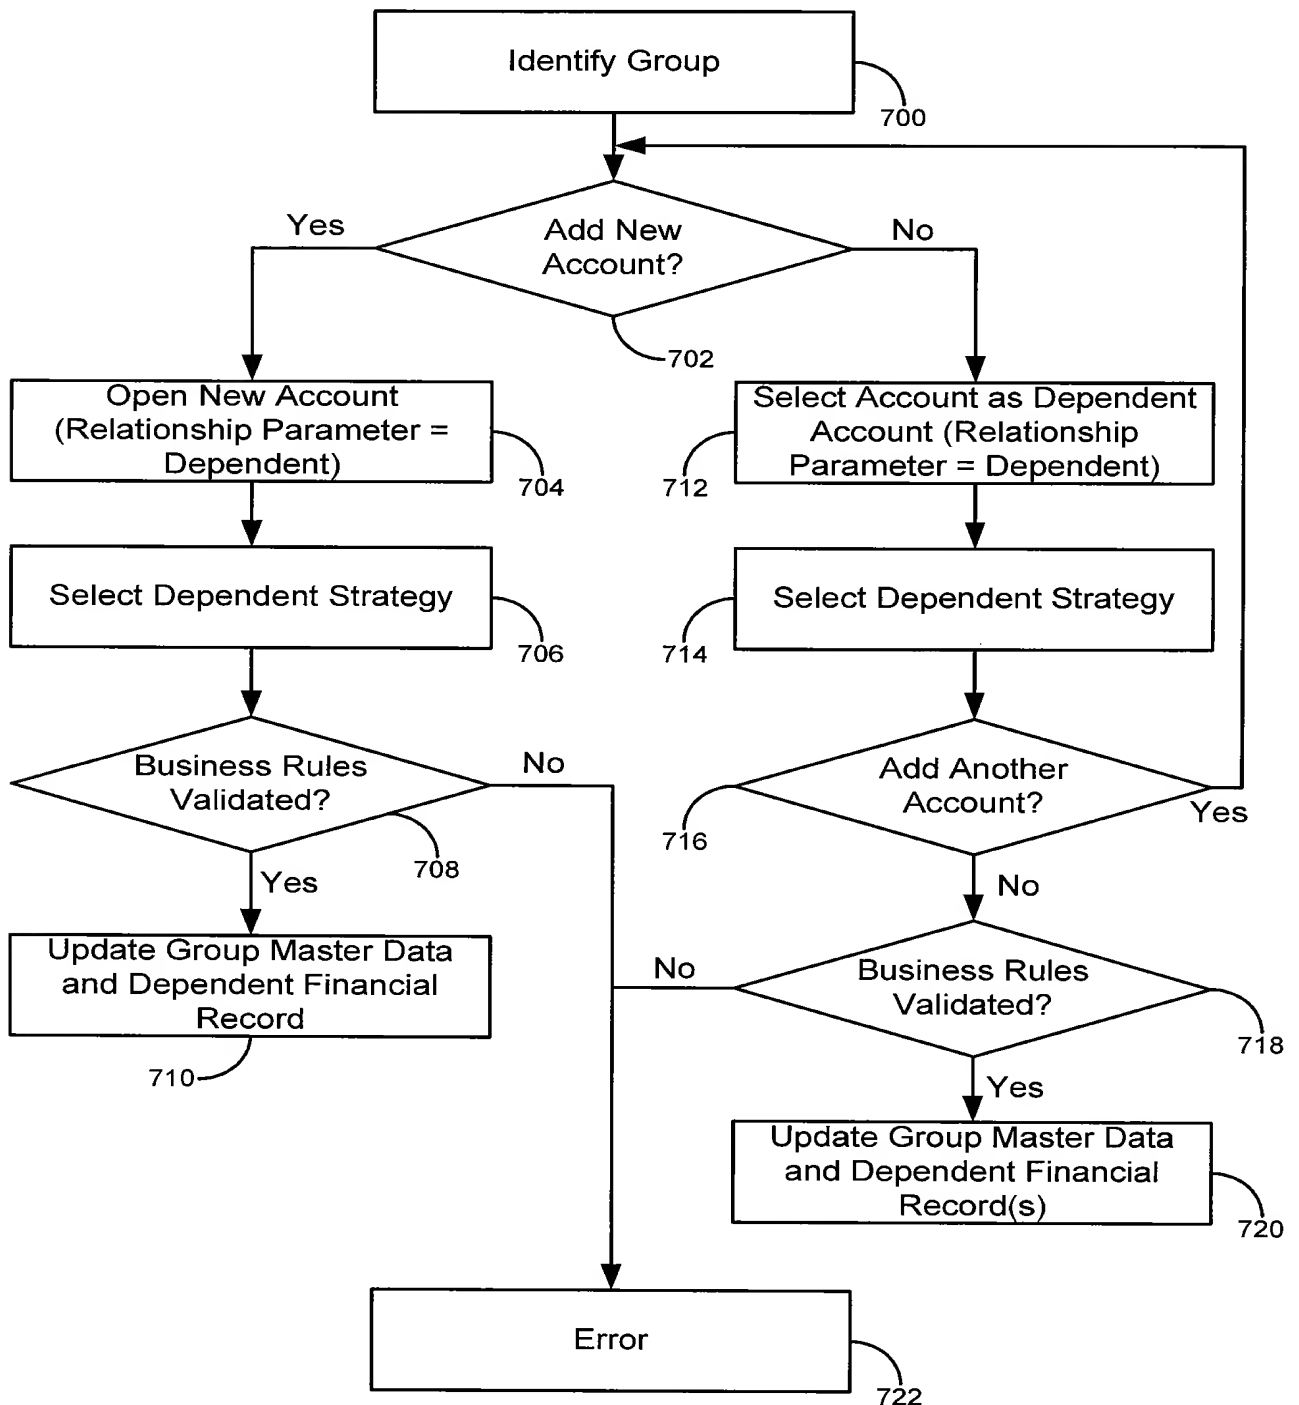 Identify Group
700
Add New
Account?
Yes
No
702
Open New Account
(Relationship Parameter =
Dependent)
704
Select Account as Dependent
Account (Relationship
Parameter = Dependent)
712
Select Dependent Strategy
706
Select Dependent Strategy
714
Business Rules
Validated?
No
708
Yes
Add Another
Account?
Yes
716
No
Update Group Master Data
and Dependent Financial
Record
710
Business Rules
Validated?
No
718
Yes
Update Group Master Data
and Dependent Financial
Record(s)
720
Error
722